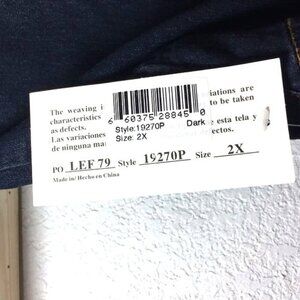 The weaving i
iations are
characteristics
to be taken
as defects.
6 60375 28845 0
Style:19270P Dark
Size: 2X
Las variaciones
e esta tela y
de ninguna ma
ectos.
PO LEF 79 Style 19270P Size 2X
Made in/ Hecho en China